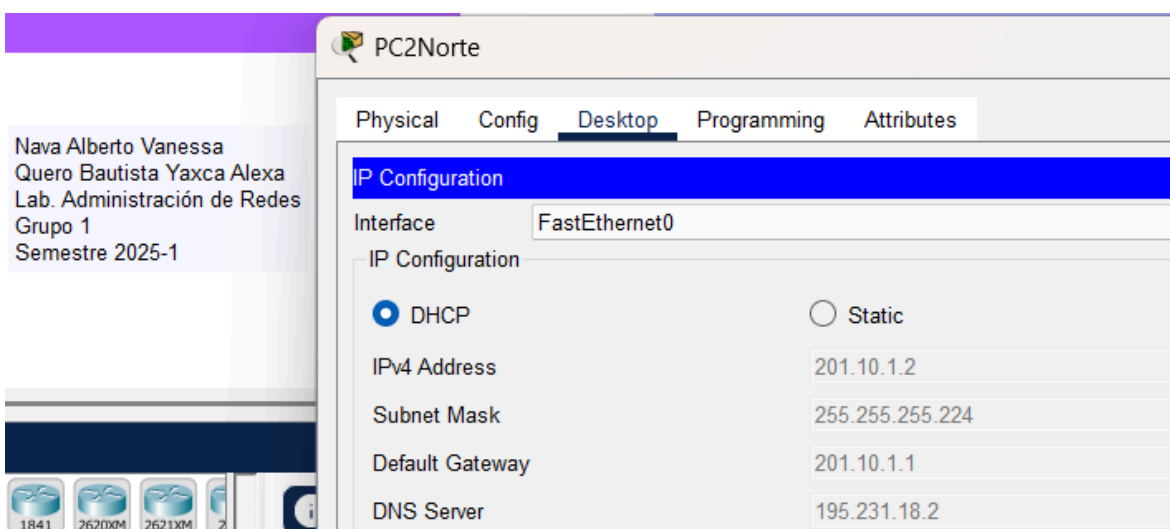 PC2Norte
Physical Config Desktop Programming Attributes
Nava Alberto Vanessa
Quero Bautista Yaxca Alexa
Lab. Administración de Redes
Grupo 1
Semestre 2025-1
IP Configuration
Interface FastEthernet0
IP Configuration
DHCP Static
IPv4 Address 201.10.1.2
Subnet Mask 255.255.255.224
Default Gateway 201.10.1.1
DNS Server 195.231.18.2
1841 2620XM 2621XM 2